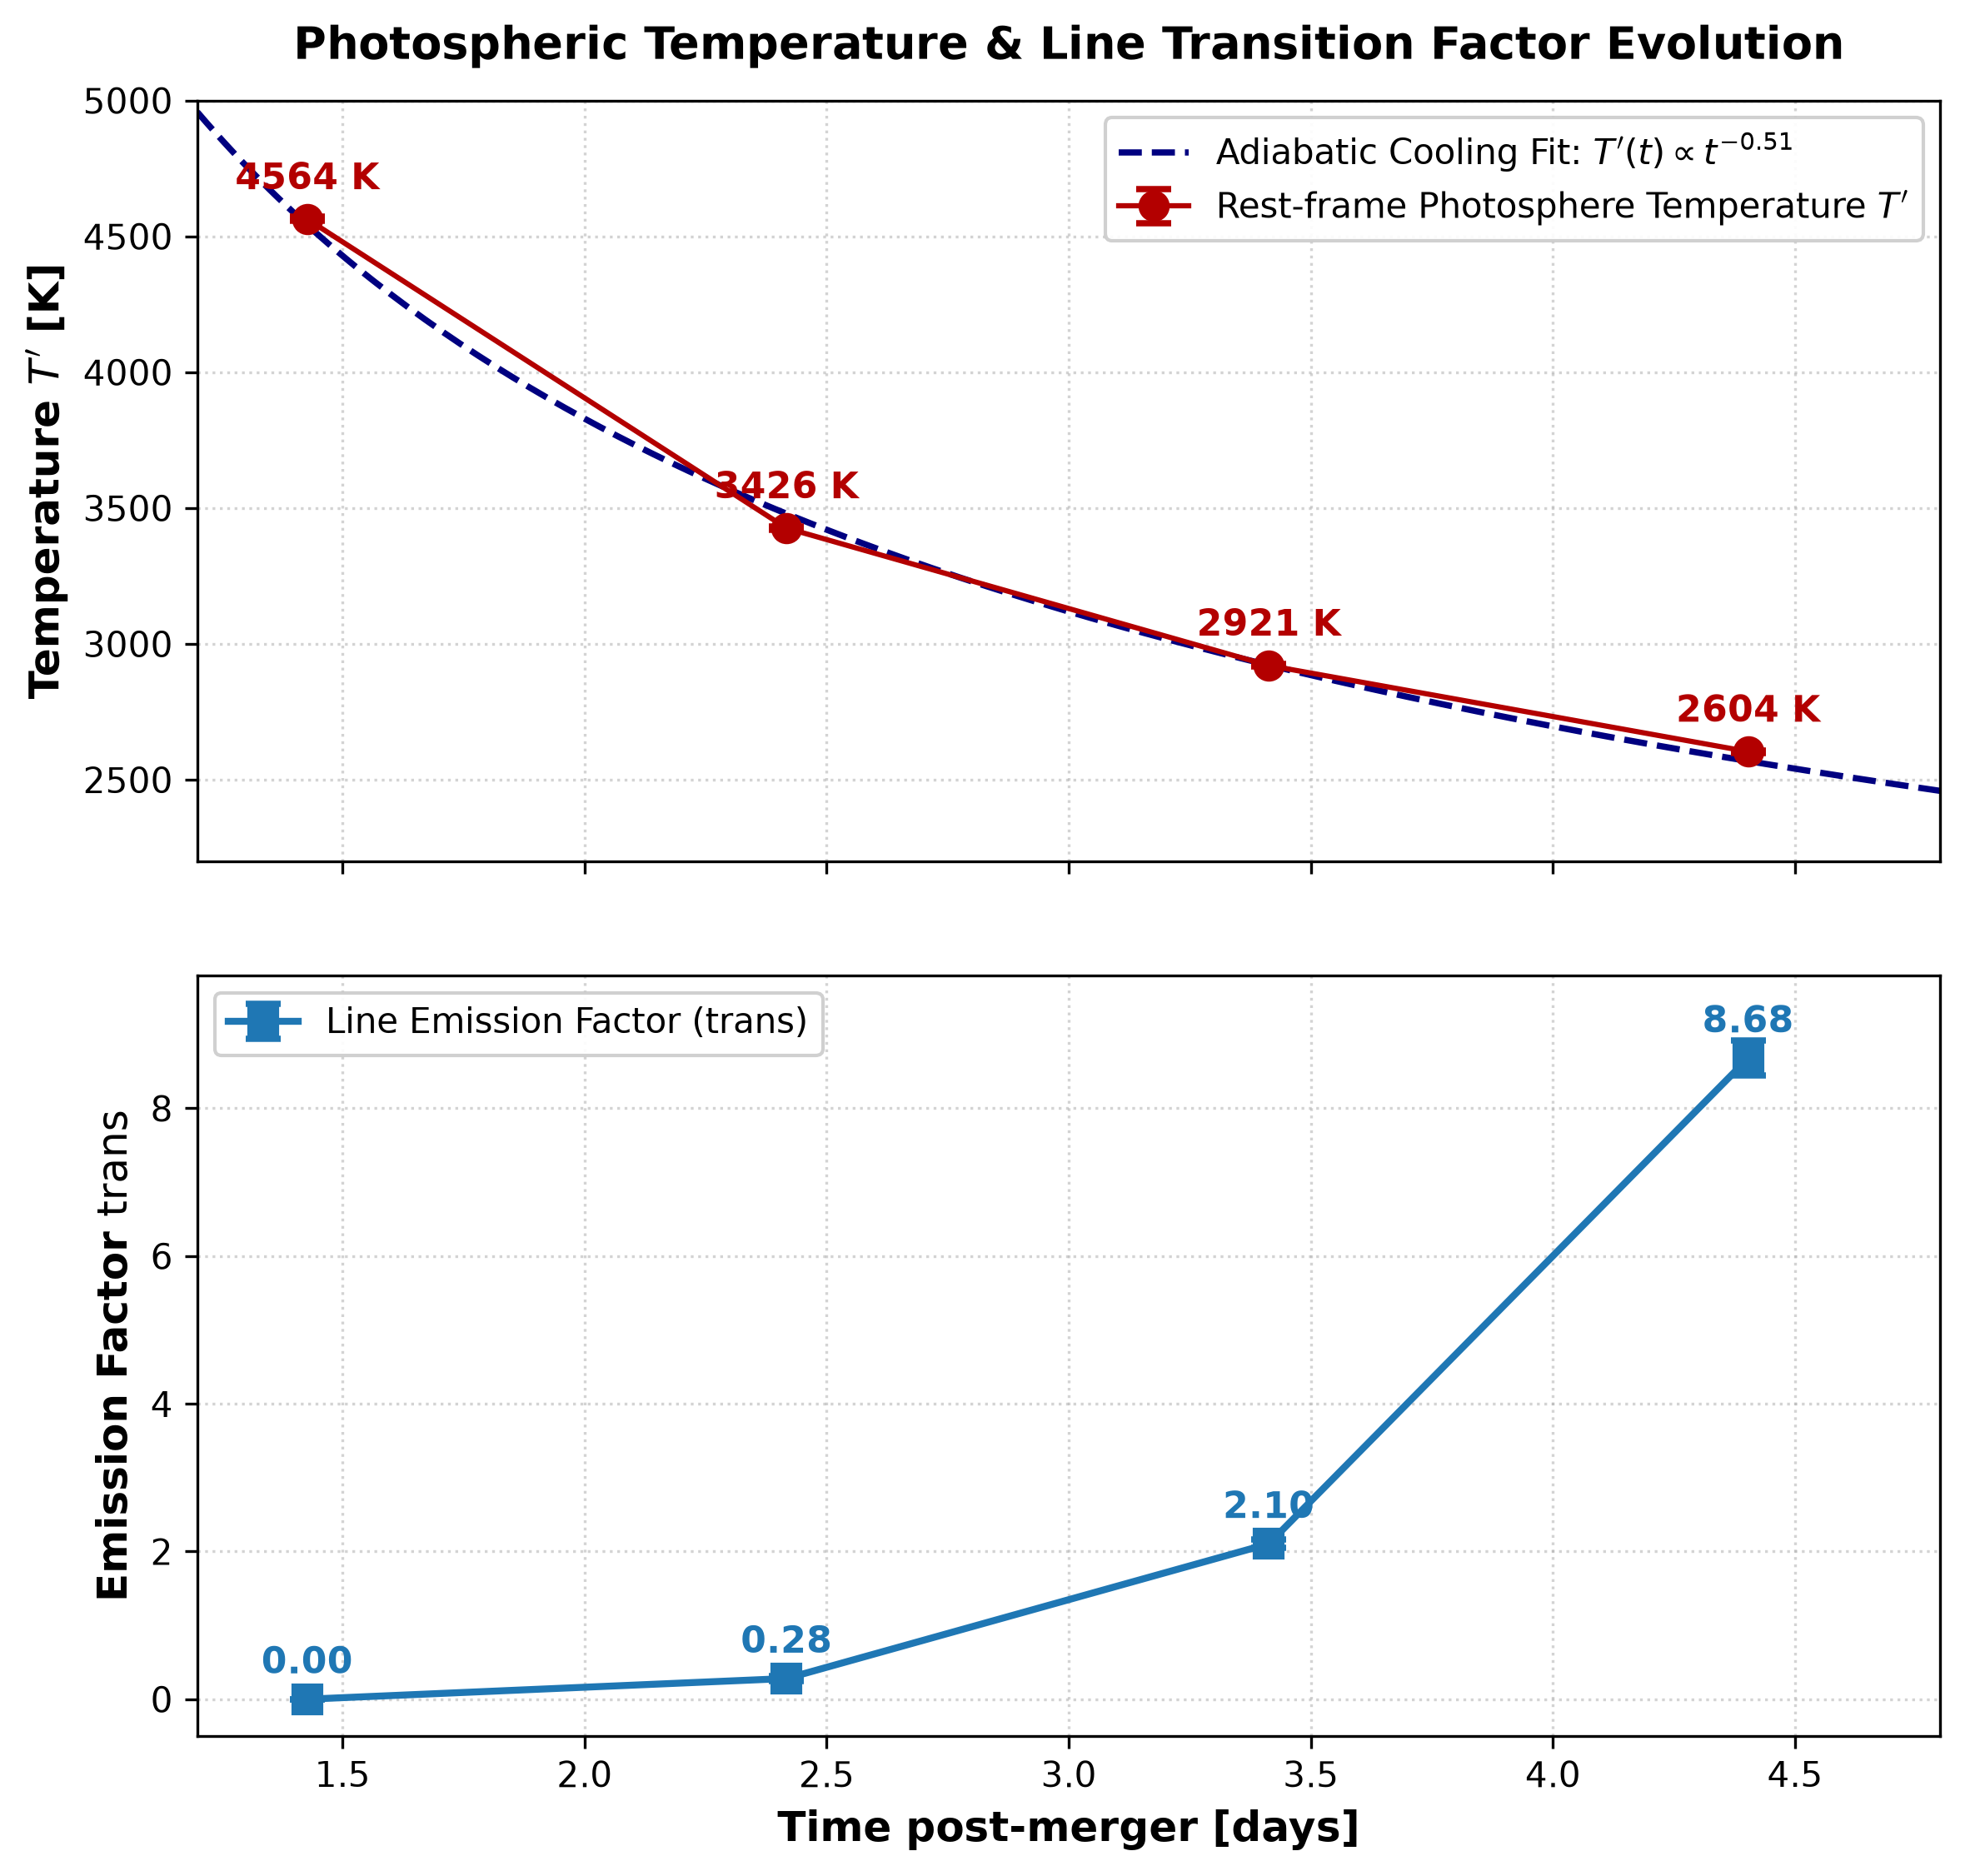 Photospheric Temperature & Line Transition Factor Evolution
5000
4500
4000
3500
3000
2500
Temperature T′ [K]
Adiabatic Cooling Fit: T′(t) ∝ t^−0.51
Rest-frame Photosphere Temperature T′
4564 K
3426 K
2921 K
2604 K
Line Emission Factor (trans)
8
6
4
2
0
Emission Factor trans
0.00
0.28
2.10
8.68
1.5 2.0 2.5 3.0 3.5 4.0 4.5
Time post-merger [days]